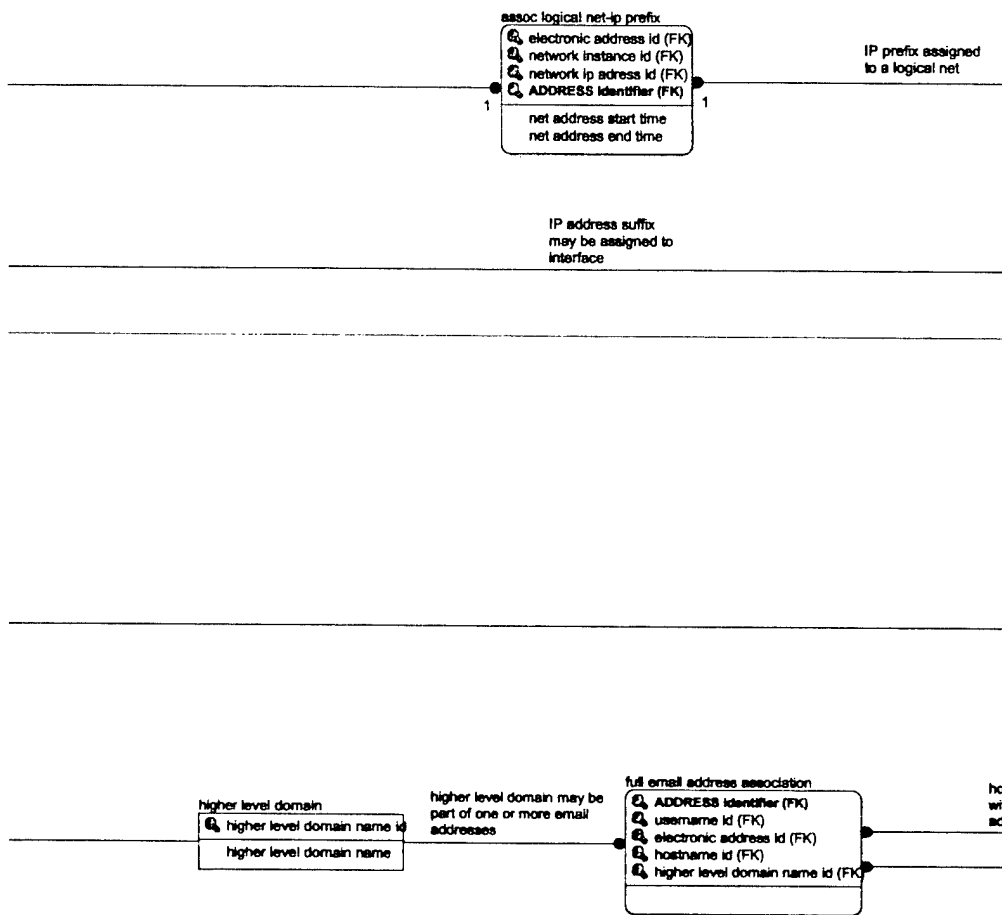 assoc logical net-ip prefix
electronic address id (FK)
network instance id (FK)
network ip adress id (FK)
ADDRESS identifier (FK)
1
1
net address start time
net address end time
IP prefix assigned
to a logical net
IP address suffix
may be assigned to
interface
higher level domain
higher level domain name id
higher level domain name
higher level domain may be
part of one or more email
addresses
full email address association
ADDRESS identifier (FK)
username id (FK)
electronic address id (FK)
hostname id (FK)
higher level domain name id (FK)